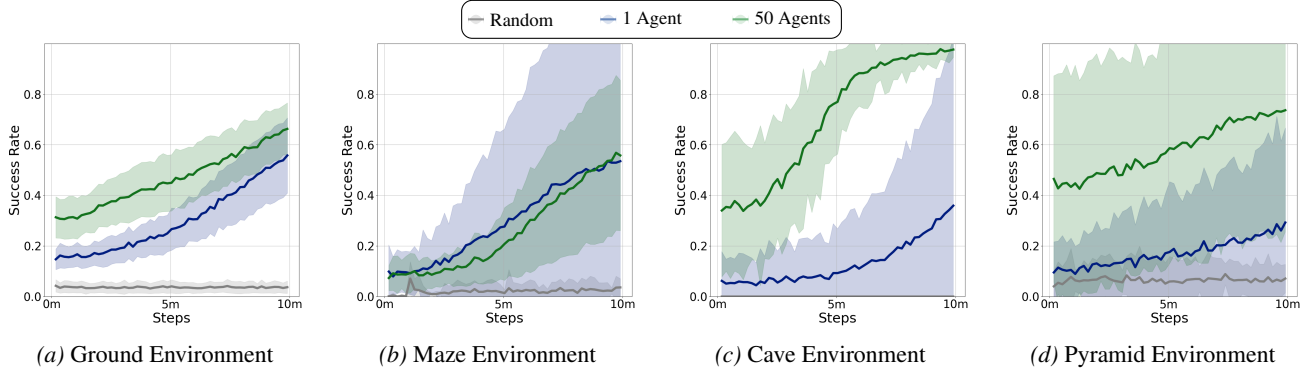 Random 1 Agent 50 Agents
Success Rate
0.8
0.6
0.4
0.2
0.0
0m 5m 10m
Steps
(a) Ground Environment
Success Rate
0.8
0.6
0.4
0.2
0.0
0m 5m 10m
Steps
(b) Maze Environment
Success Rate
0.8
0.6
0.4
0.2
0.0
0m 5m 10m
Steps
(c) Cave Environment
Success Rate
0.8
0.6
0.4
0.2
0.0
0m 5m 10m
Steps
(d) Pyramid Environment